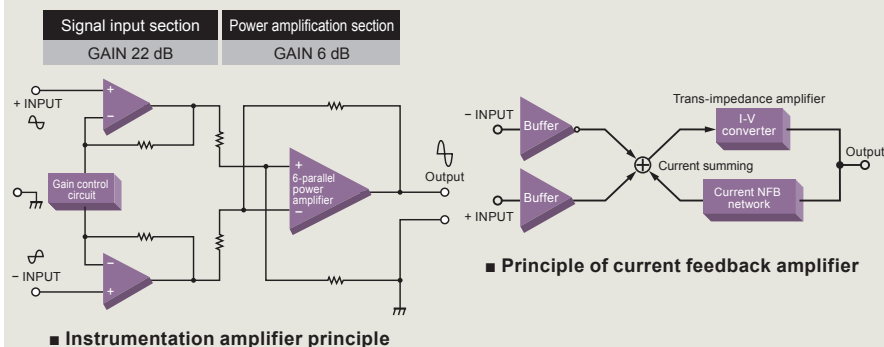 Signal input section
Power amplification section
GAIN 22 dB
GAIN 6 dB
+
+ INPUT
−
Gain control
circuit
− INPUT
−
+
+
6-parallel
power
amplifier
−
Output
■ Instrumentation amplifier principle
− INPUT
Buffer
+ INPUT
Buffer
Trans-impedance amplifier
I-V
converter
Current summing
Output
Current NFB
network
■ Principle of current feedback amplifier